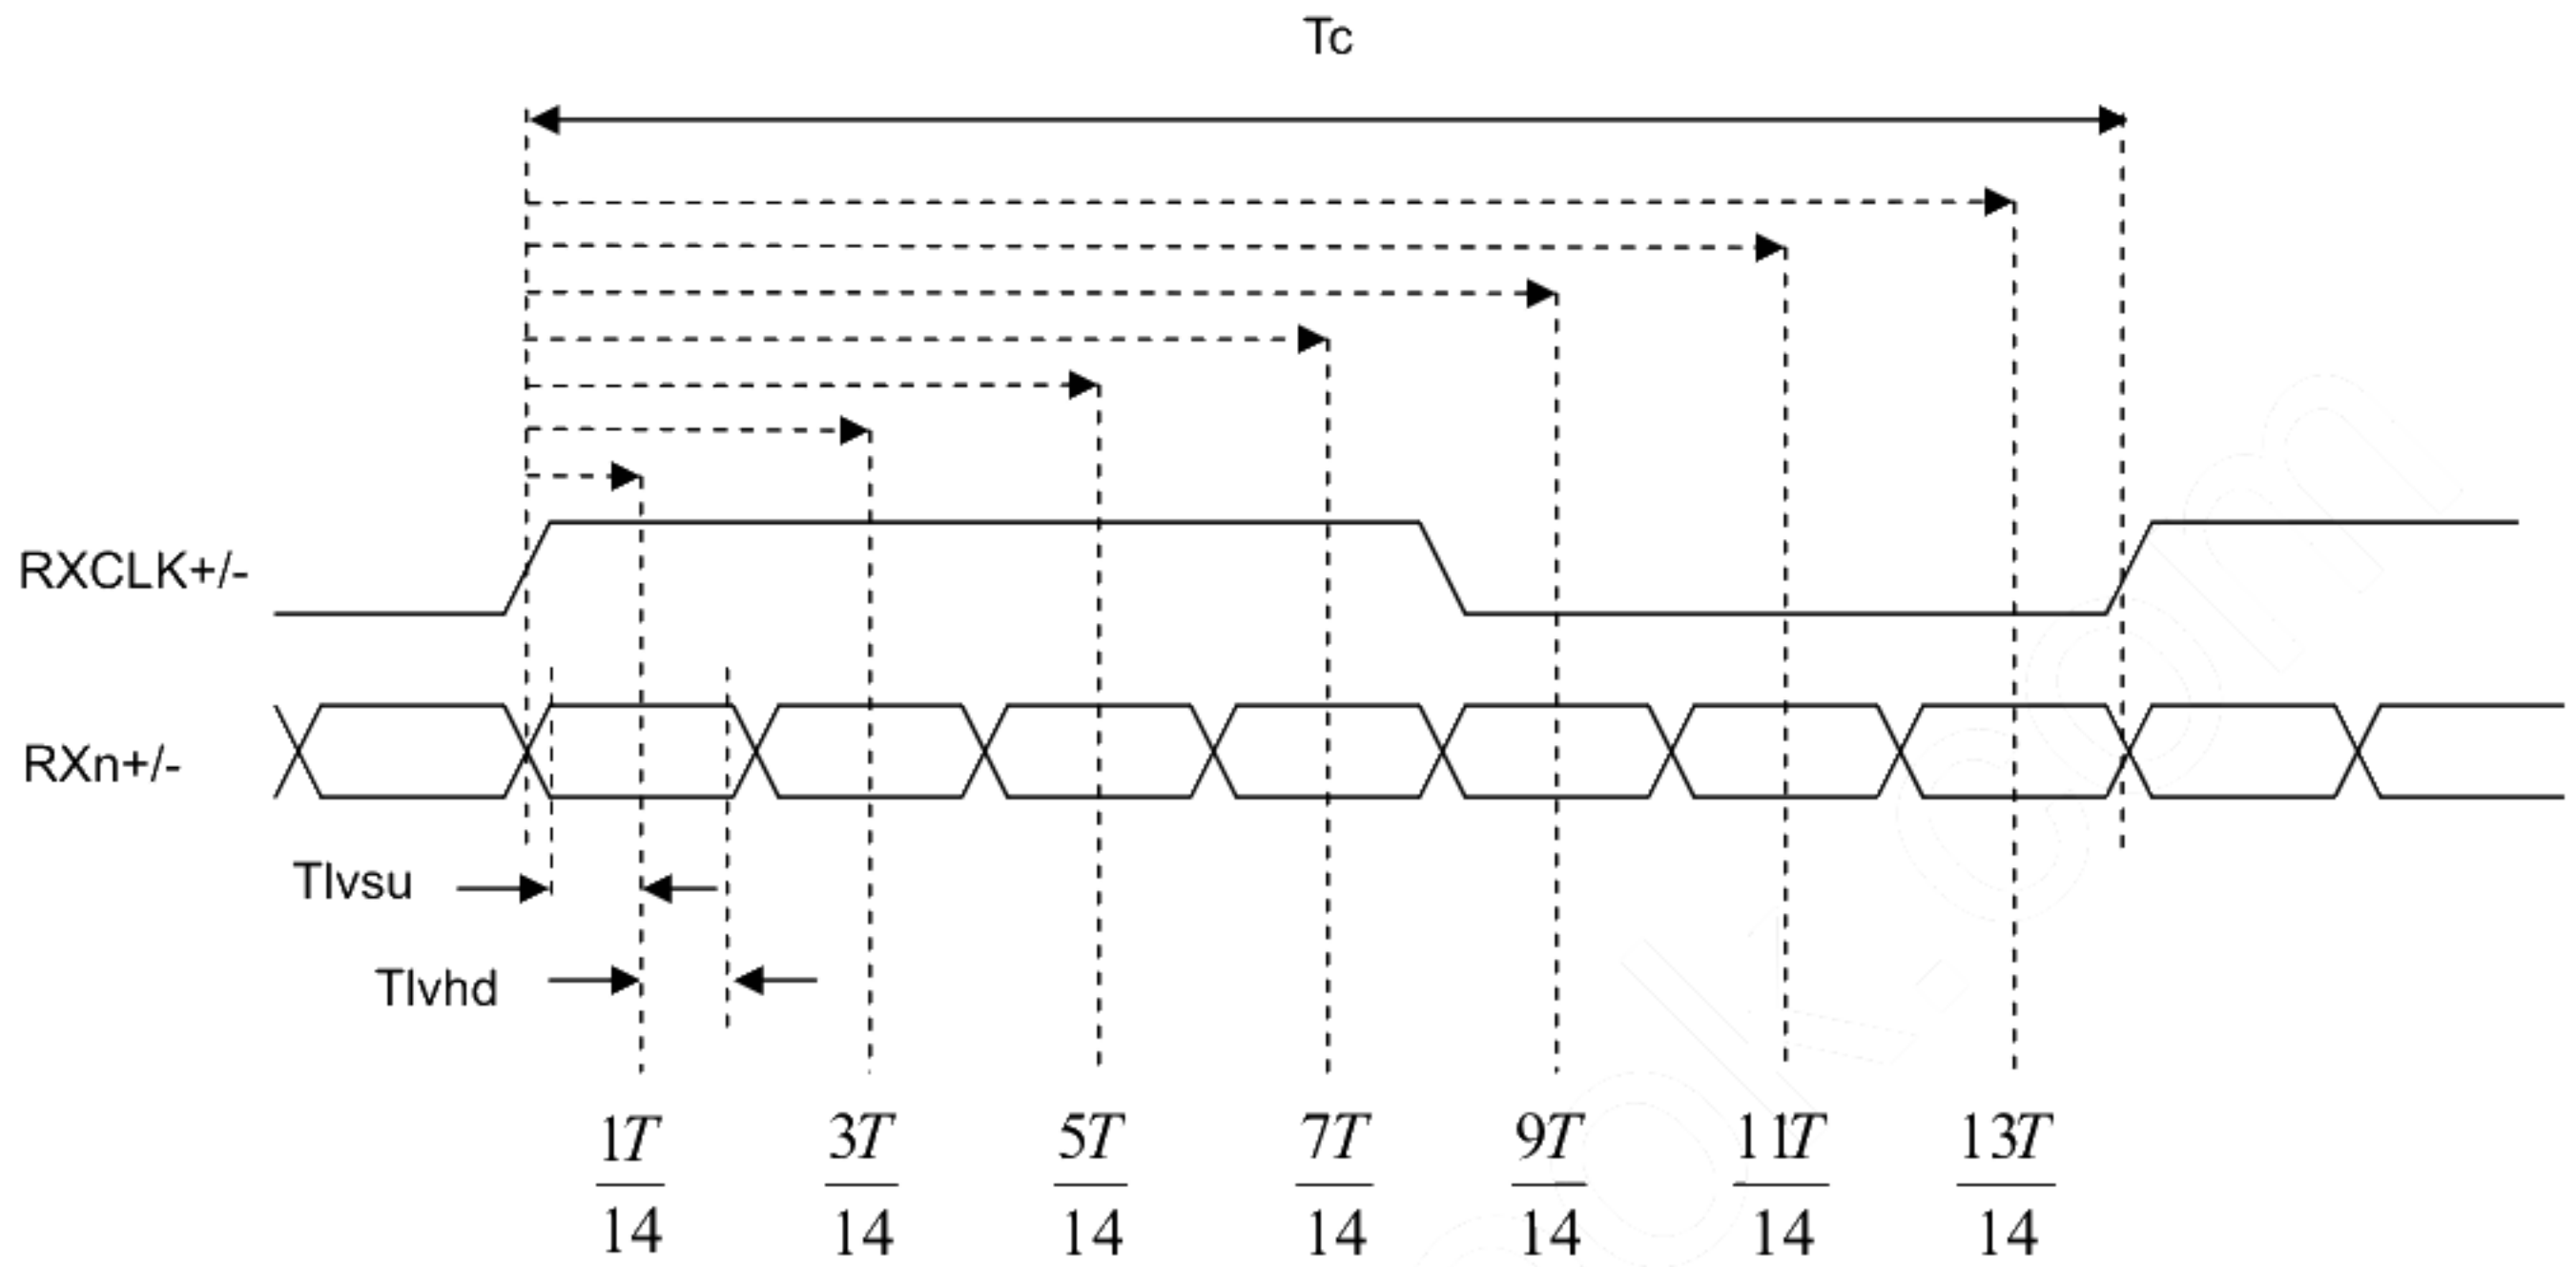 Tc
RXCLK+/-
RXn+/-
Tlvsu
Tlvhd
1T 3T 5T 7T 9T 11T 13T
14 14 14 14 14 14 14